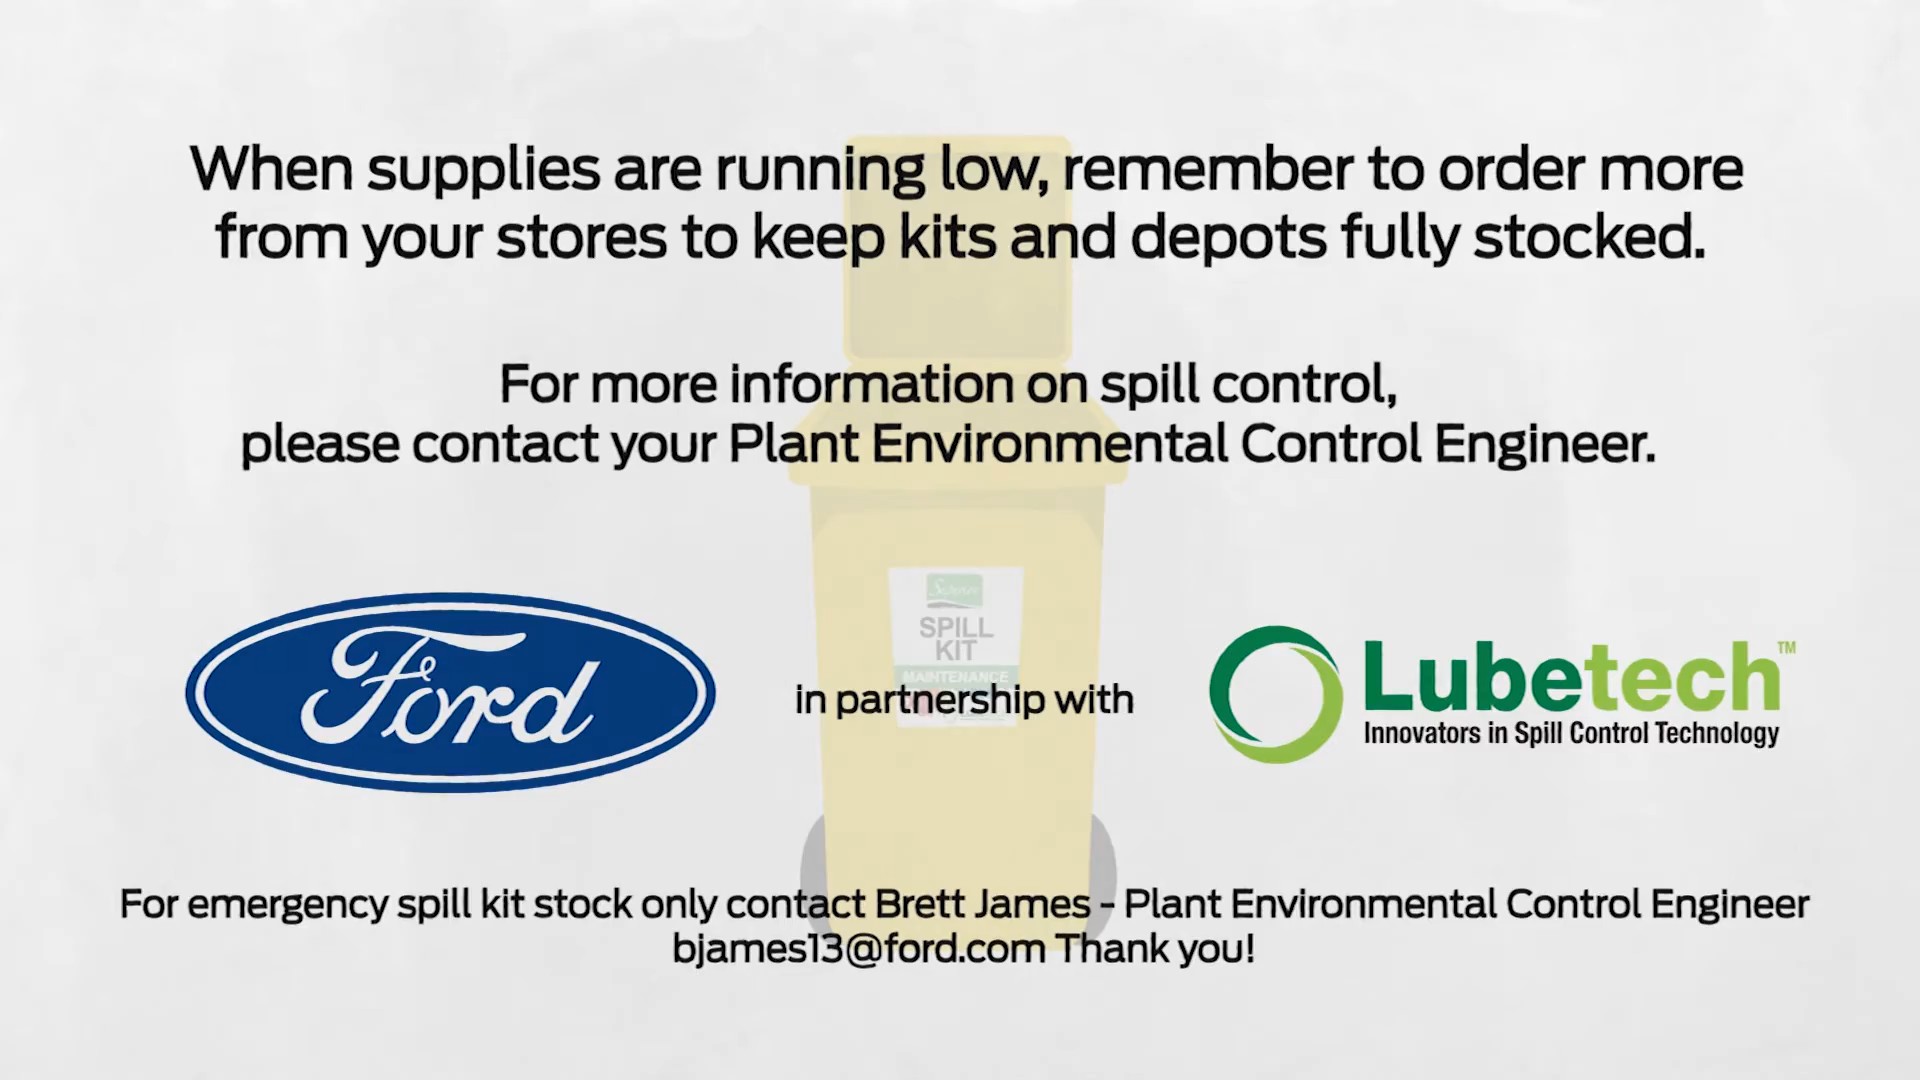 When supplies are running low, remember to order more
from your stores to keep kits and depots fully stocked.
For more information on spill control,
please contact your Plant Environmental Control Engineer.
Superior
SPILL
KIT
MAINTENANCE
Ford
in partnership with
Lubetech™
Innovators in Spill Control Technology
For emergency spill kit stock only contact Brett James - Plant Environmental Control Engineer
bjames13@ford.com Thank you!